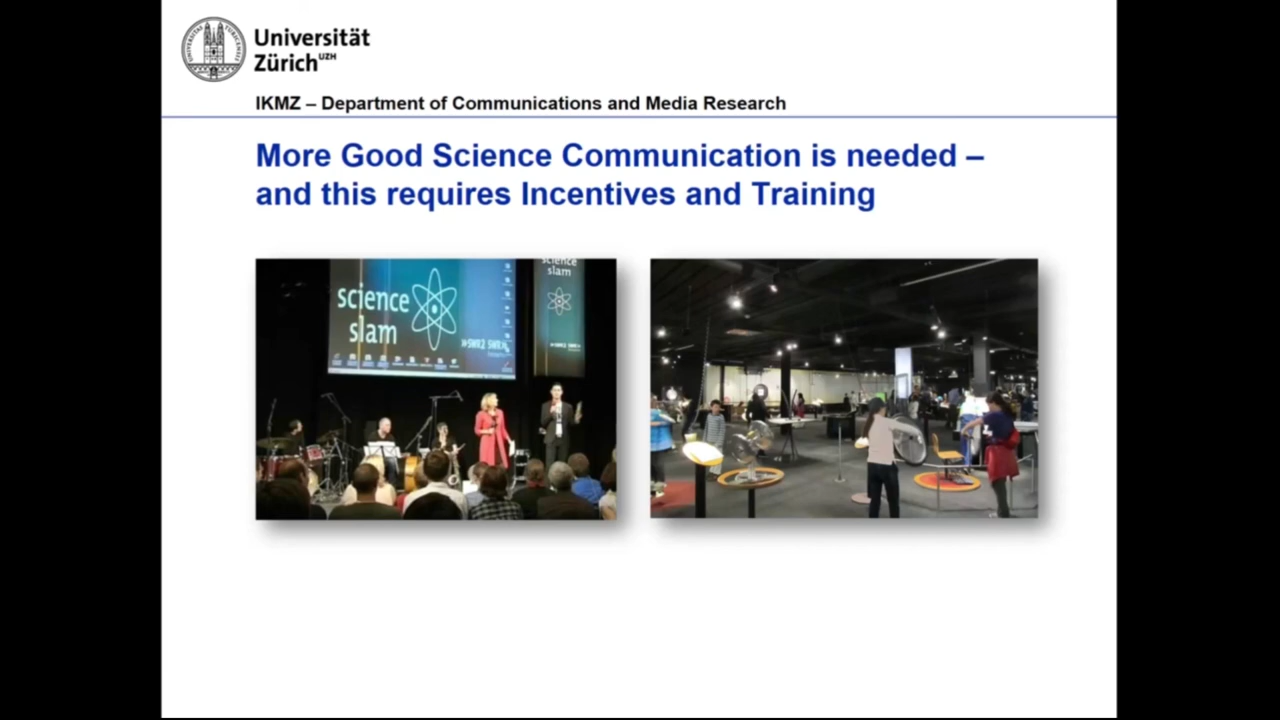 Universität
Zürich UZH
IKMZ – Department of Communications and Media Research
More Good Science Communication is needed –
and this requires Incentives and Training
science
slam
science
slam